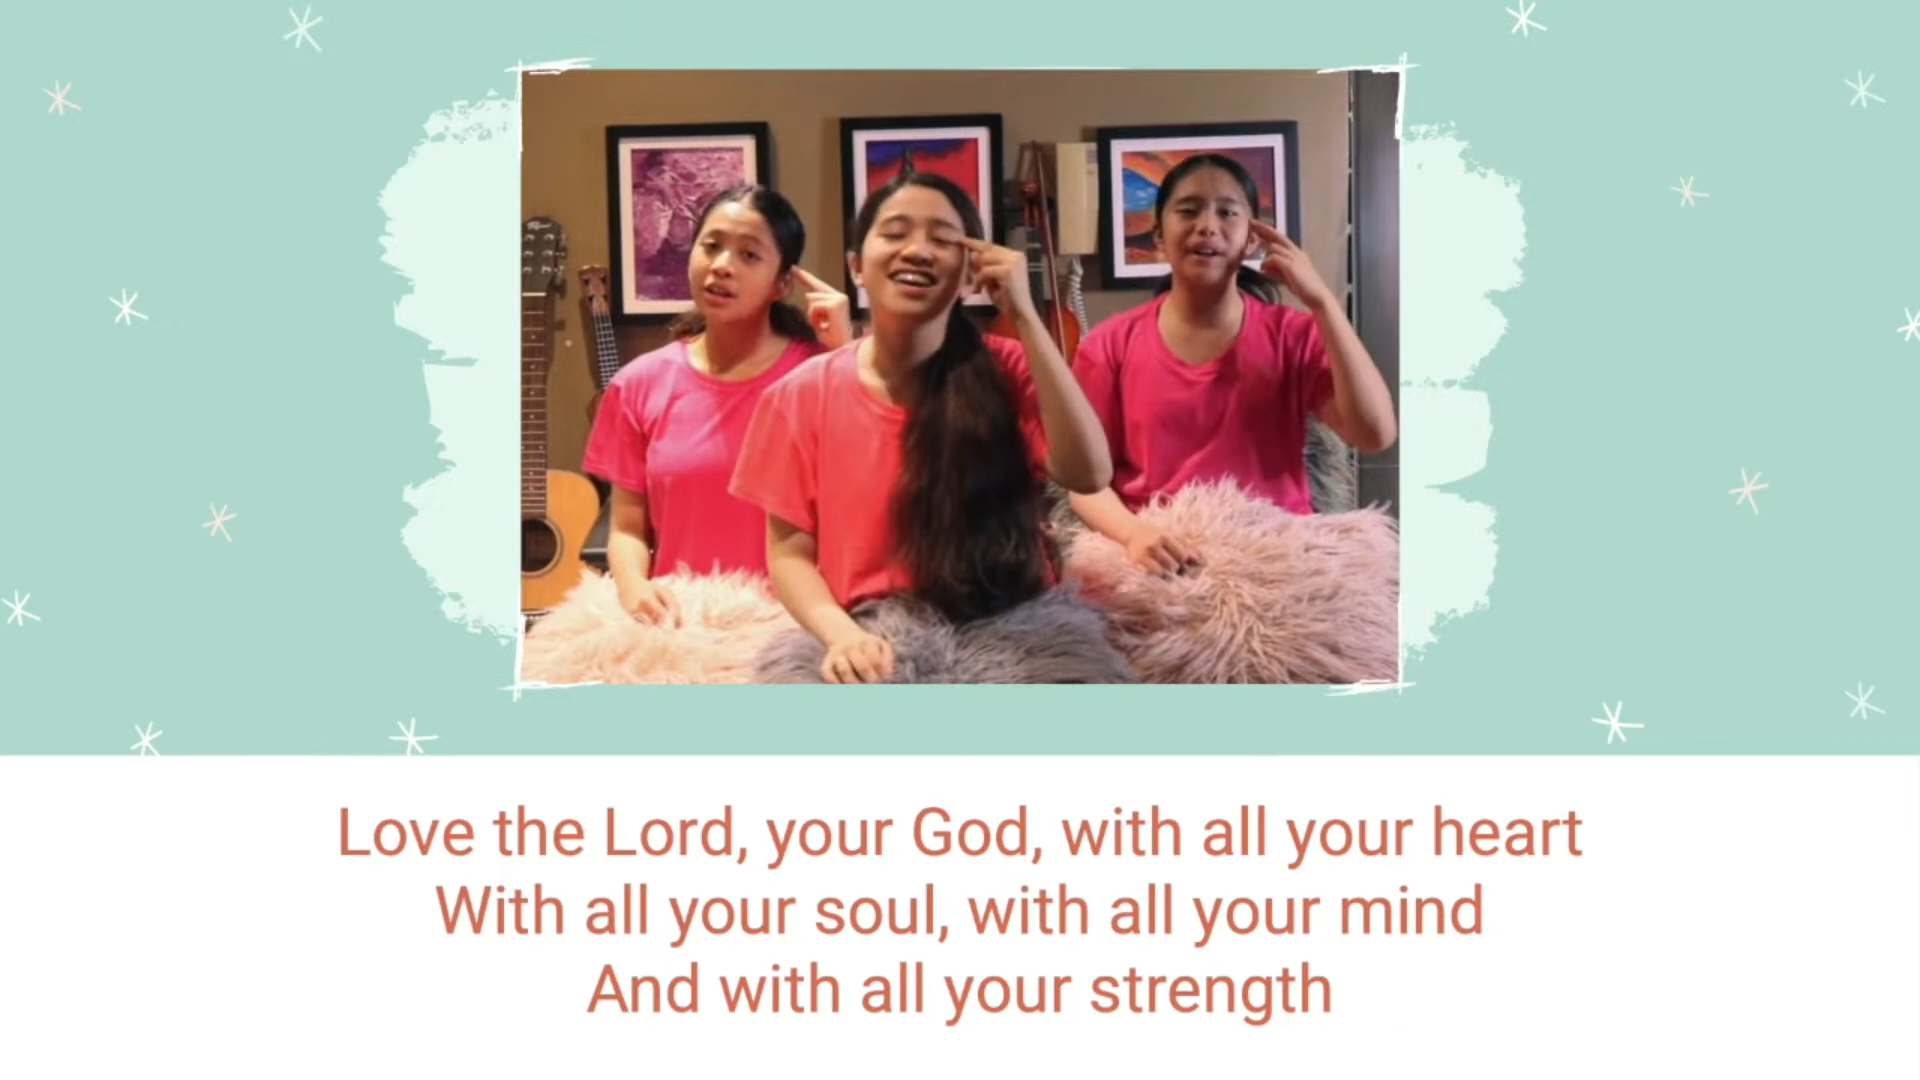 Love the Lord, your God, with all your heart
With all your soul, with all your mind
And with all your strength